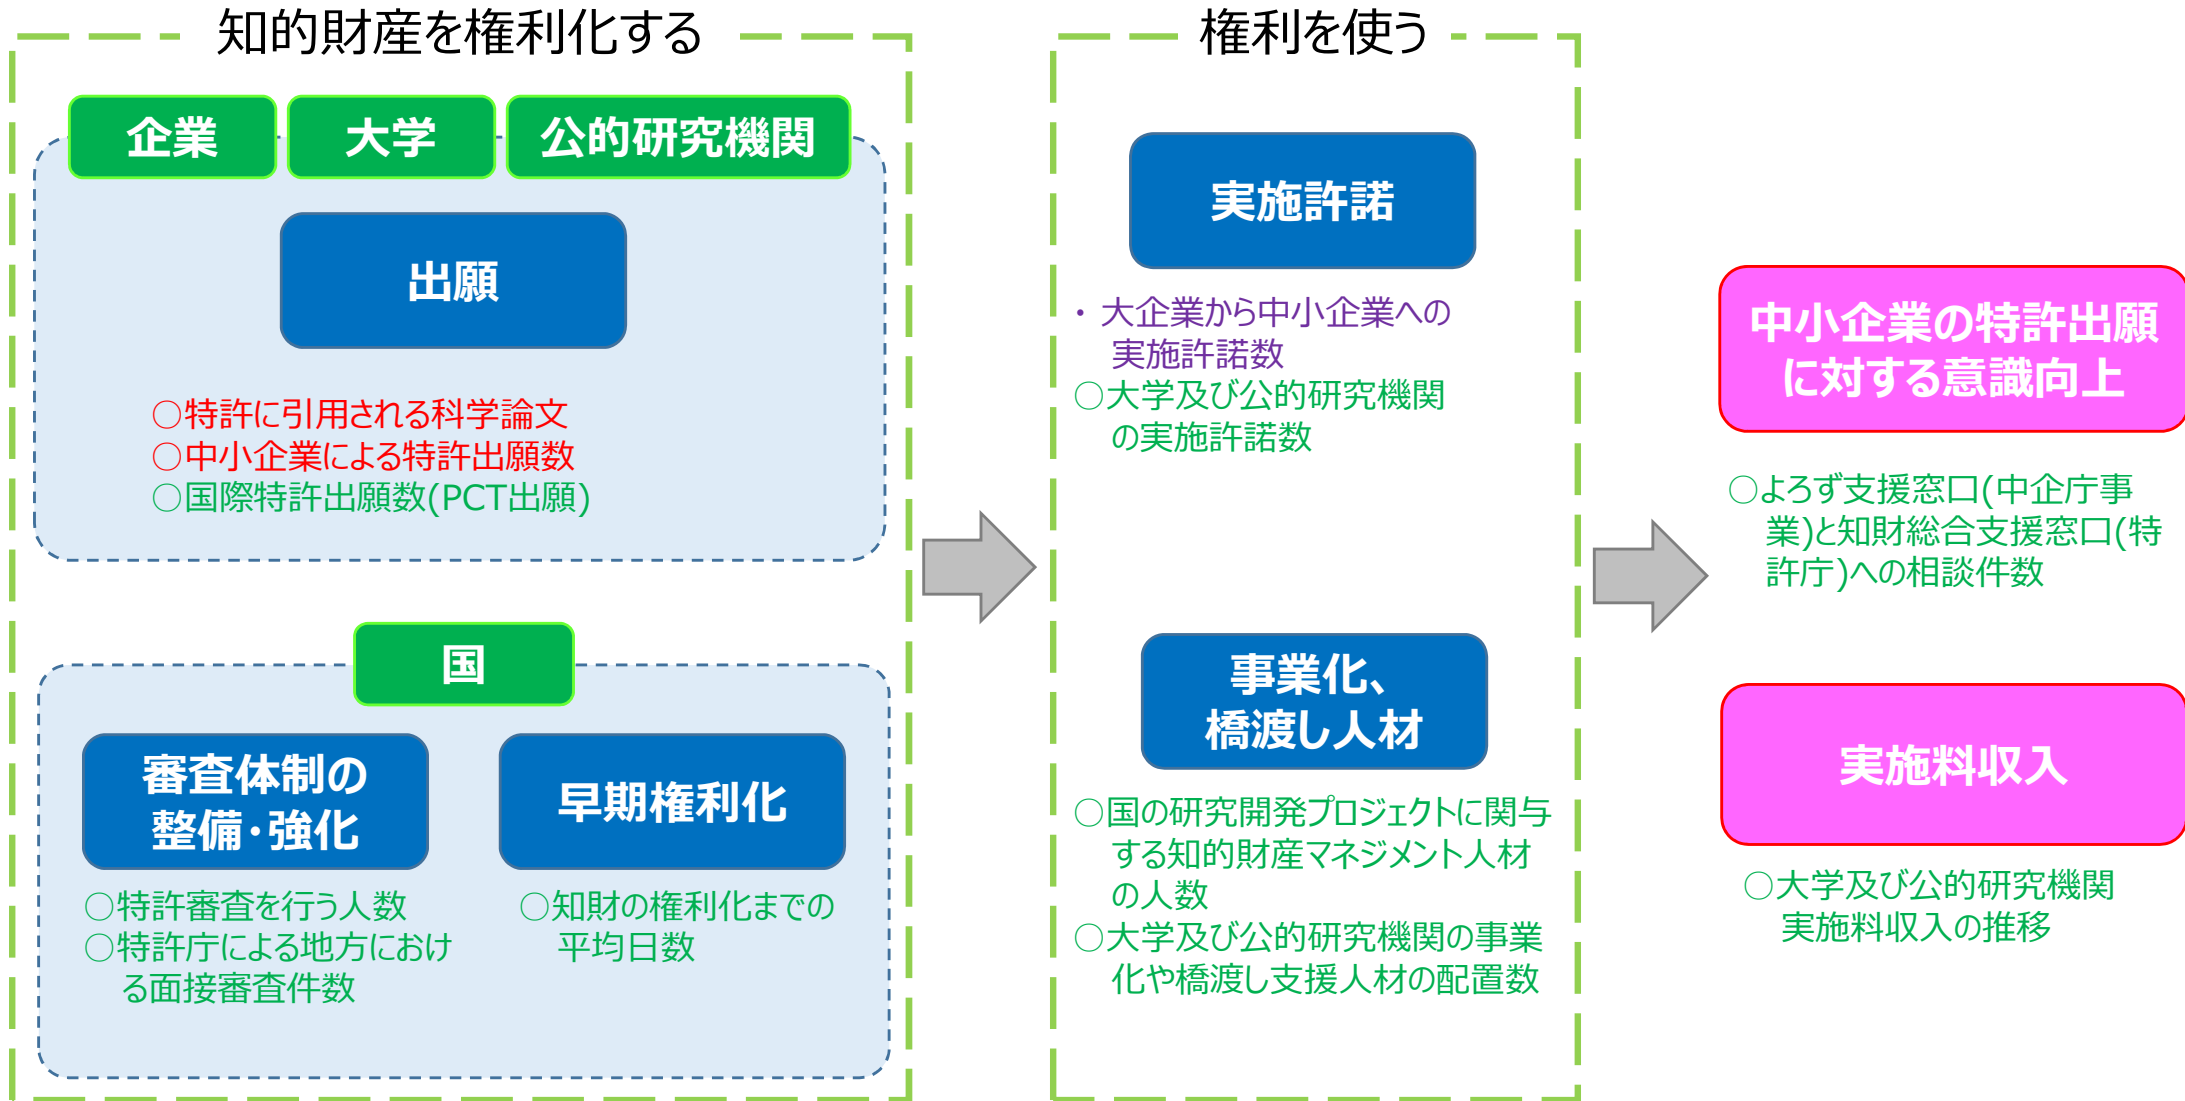 知的財産を権利化する
企業
大学
公的研究機関
出願
○特許に引用される科学論文
○中小企業による特許出願数
○国際特許出願数(PCT出願)
国
審査体制の
整備・強化
○特許審査を行う人数
○特許庁による地方におけ
る面接審査件数
早期権利化
○知財の権利化までの
平均日数
権利を使う
実施許諾
・ 大企業から中小企業への
実施許諾数
○大学及び公的研究機関
の実施許諾数
事業化、
橋渡し人材
○国の研究開発プロジェクトに関与
する知的財産マネジメント人材
の人数
○大学及び公的研究機関の事業
化や橋渡し支援人材の配置数
中小企業の特許出願
に対する意識向上
○よろず支援窓口(中企庁事
業)と知財総合支援窓口(特
許庁)への相談件数
実施料収入
○大学及び公的研究機関
実施料収入の推移